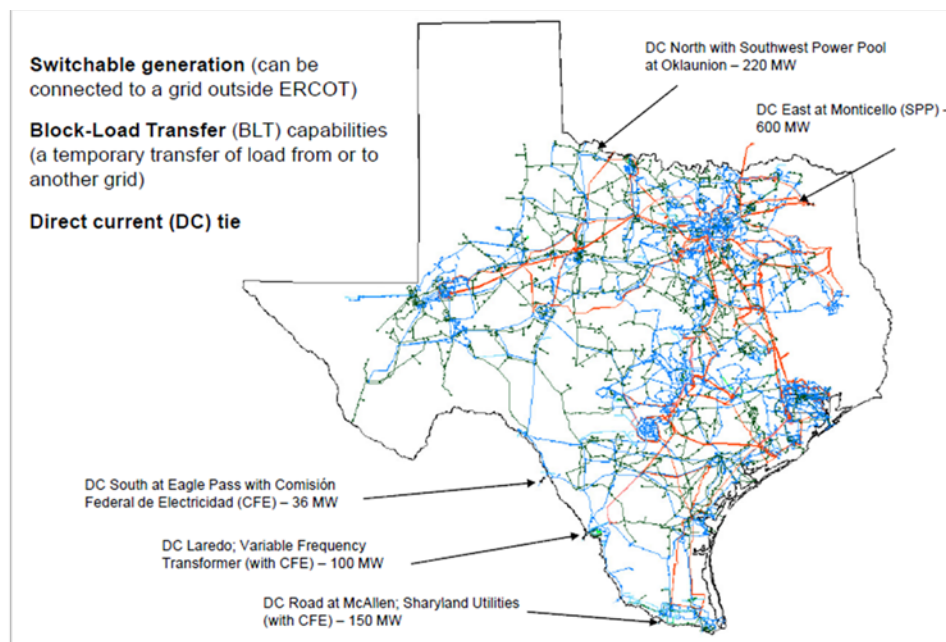 Switchable generation (can be
connected to a grid outside ERCOT)
Block-Load Transfer (BLT) capabilities
(a temporary transfer of load from or to
another grid)
Direct current (DC) tie
DC North with Southwest Power Pool
at Oklaunion – 220 MW
DC East at Monticello (SPP) –
600 MW
DC South at Eagle Pass with Comisión
Federal de Electricidad (CFE) – 36 MW
DC Laredo; Variable Frequency
Transformer (with CFE) – 100 MW
DC Road at McAllen; Sharyland Utilities
(with CFE) – 150 MW